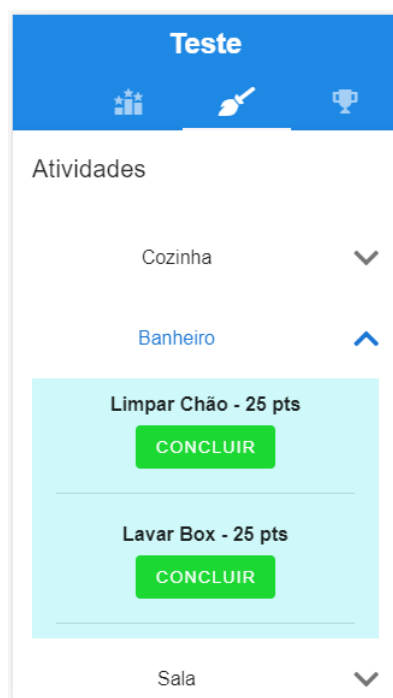 Teste
Atividades
Cozinha
Banheiro
Limpar Chão - 25 pts
CONCLUIR
Lavar Box - 25 pts
CONCLUIR
Sala